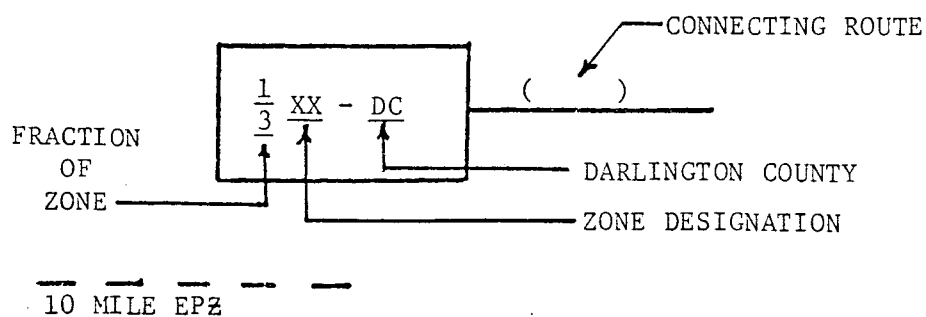 CONNECTING ROUTE
( )
1
3 XX - DC
FRACTION
OF
ZONE
DARLINGTON COUNTY
ZONE DESIGNATION
10 MILE EPZ